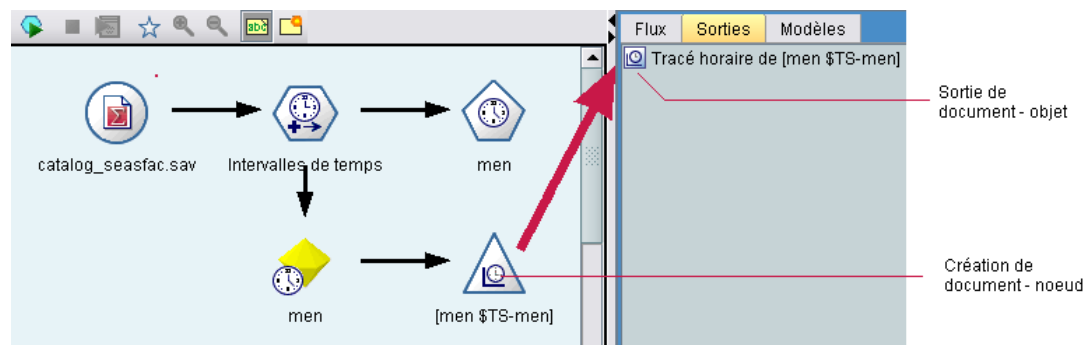 abc
Flux Sorties Modèles
Tracé horaire de [men $TS-men]
Sortie de
document - objet
catalog_seasfac.sav Intervalles de temps men
Création de
document - noeud
men [men $TS-men]